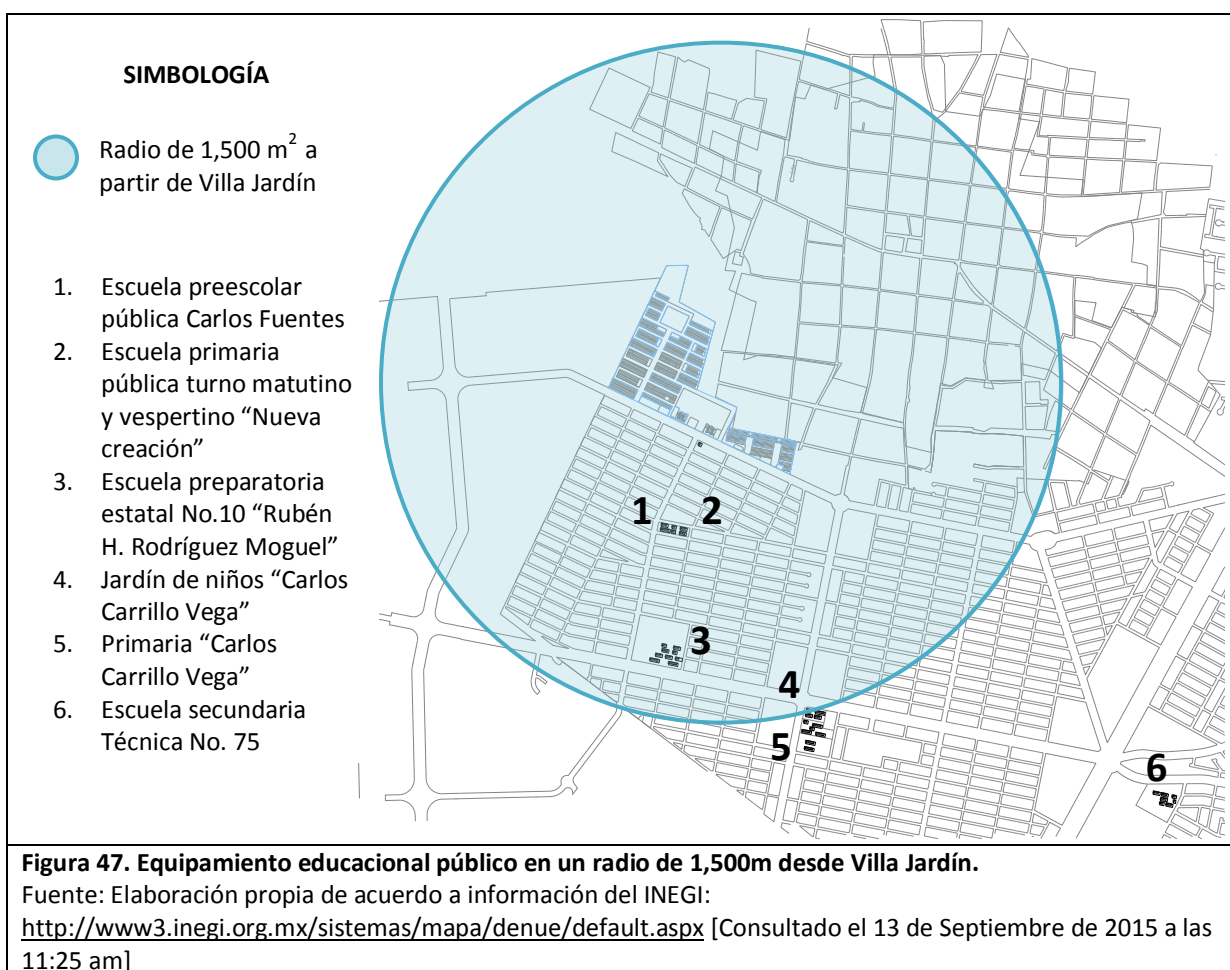 SIMBOLOGÍA
Radio de 1,500 m² a
partir de Villa Jardín
1. Escuela preescolar
pública Carlos Fuentes
2. Escuela primaria
pública turno matutino
y vespertino “Nueva
creación”
3. Escuela preparatoria
estatal No.10 “Rubén
H. Rodríguez Moguel”
4. Jardín de niños “Carlos
Carrillo Vega”
5. Primaria “Carlos
Carrillo Vega”
6. Escuela secundaria
Técnica No. 75
1
2
3
4
5
6
Figura 47. Equipamiento educacional público en un radio de 1,500m desde Villa Jardín.
Fuente: Elaboración propia de acuerdo a información del INEGI:
http://www3.inegi.org.mx/sistemas/mapa/denue/default.aspx [Consultado el 13 de Septiembre de 2015 a las
11:25 am]